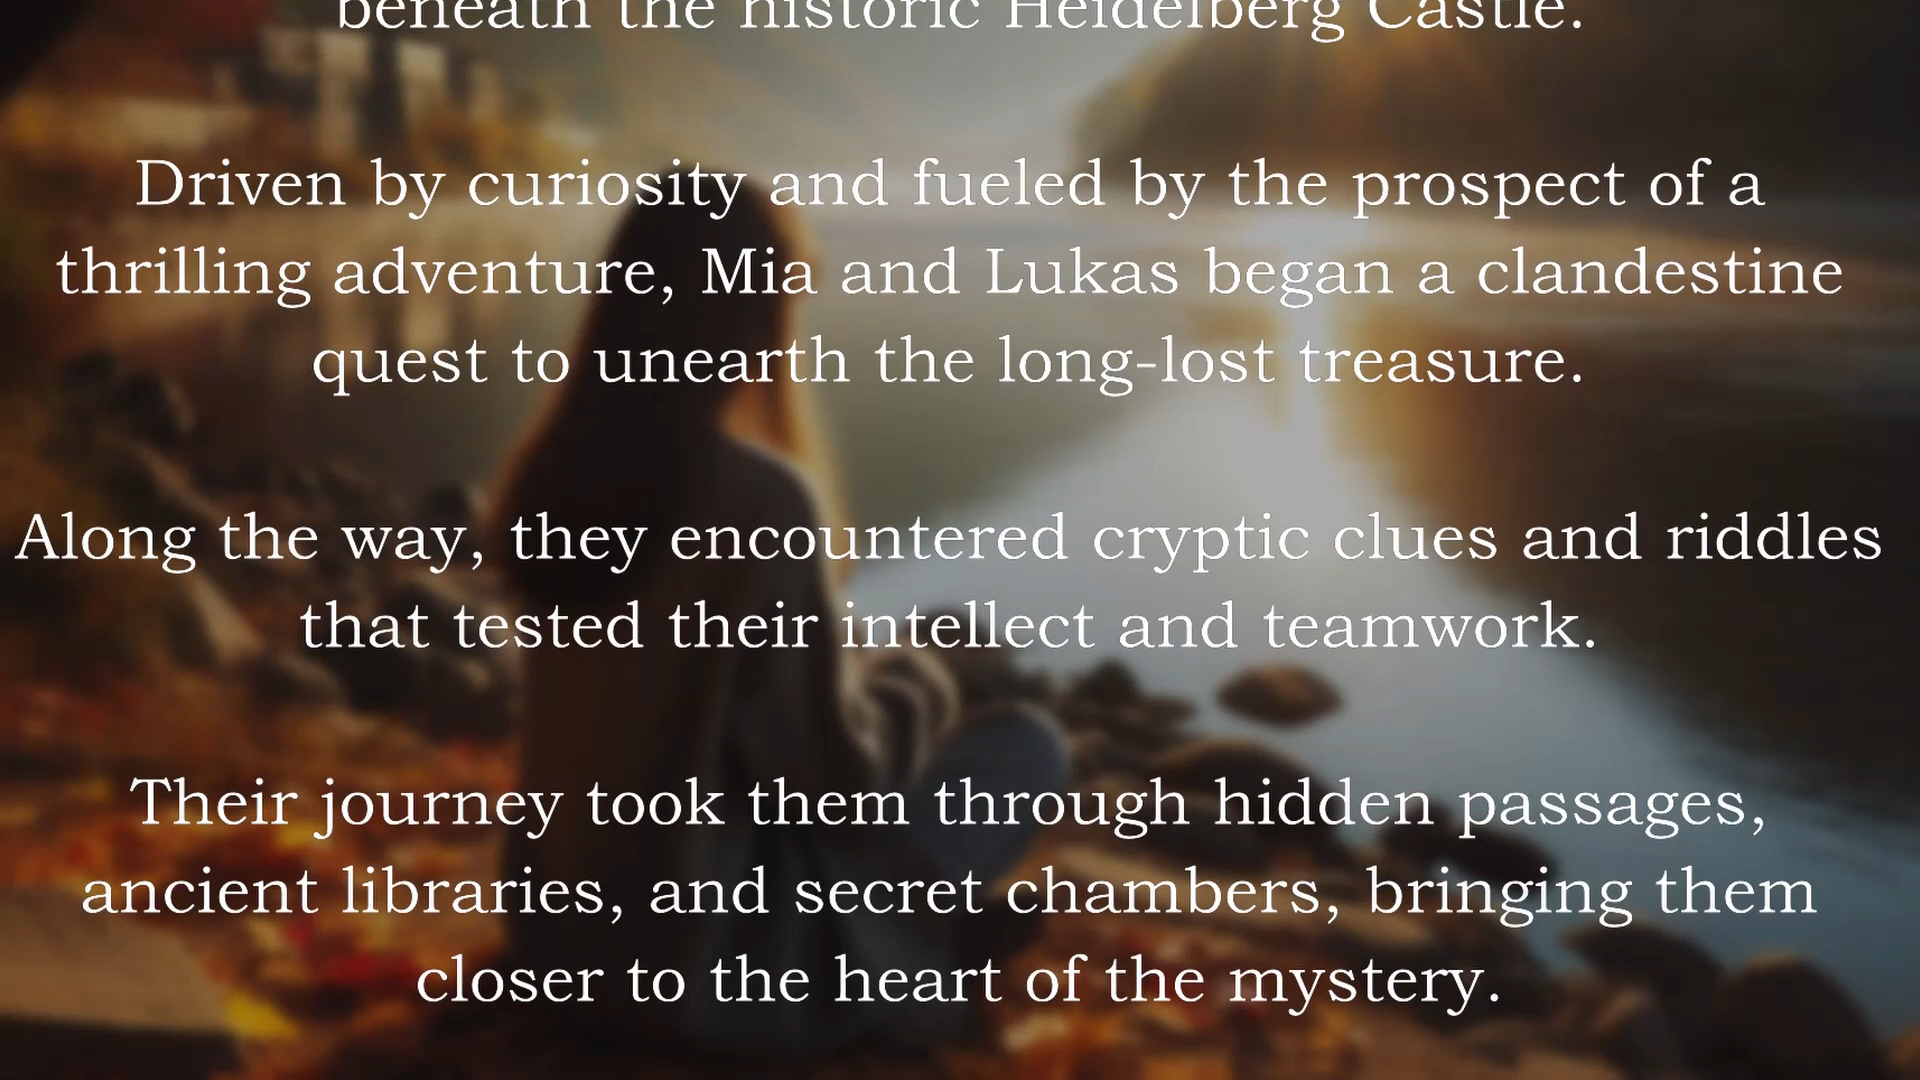 beneath the historic Heidelberg Castle.
Driven by curiosity and fueled by the prospect of a
thrilling adventure, Mia and Lukas began a clandestine
quest to unearth the long-lost treasure.
Along the way, they encountered cryptic clues and riddles
that tested their intellect and teamwork.
Their journey took them through hidden passages,
ancient libraries, and secret chambers, bringing them
closer to the heart of the mystery.